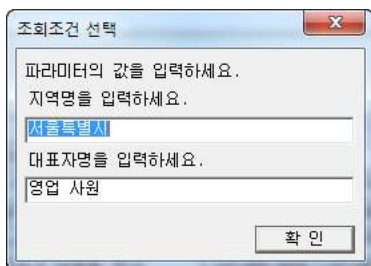 조회조건 선택
파라미터의 값을 입력하세요.
지역명을 입력하세요.
서울특별시
대표자명을 입력하세요.
영업 사원
확 인